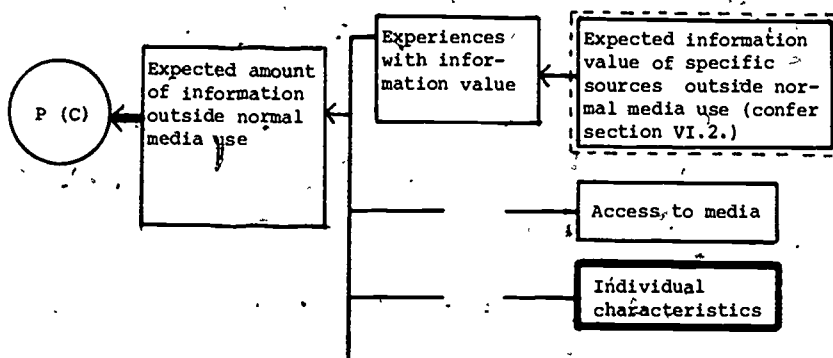 P (C)
Expected amount
of information
outside normal
media use
Experiences
with infor-
mation value
Expected information
value of specific
sources outside nor-
mal media use (confer
section VI.2.)
Access to media
Individual
characteristics